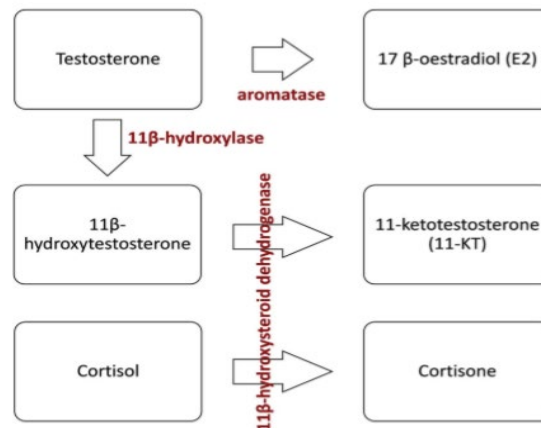 Testosterone
17 β-oestradiol (E2)
aromatase
11β-hydroxylase
11β-
hydroxytestosterone
11-ketotestosterone
(11-KT)
11β-hydroxysteroid dehydrogenase
Cortisol
Cortisone